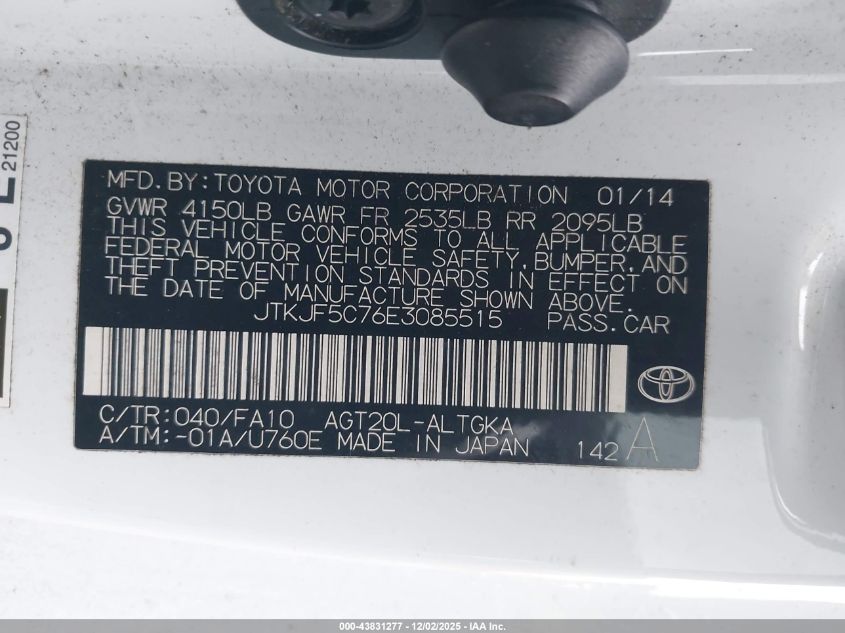 21200
MFD.BY:TOYOTA MOTOR CORPORATION 01/14
GVWR 4150LB GAWR FR 2535LB RR 2095LB
THIS VEHICLE CONFORMS TO ALL APPLICABLE
FEDERAL MOTOR VEHICLE SAFETY,BUMPER,AND
THEFT PREVENTION STANDARDS IN EFFECT ON
THE DATE OF MANUFACTURE SHOWN ABOVE.
JTKJF5C76E3085515 PASS.CAR
C/TR:040/FA10 AGT20L-ALTGKA
A/TM:-01A/U760E MADE IN JAPAN 142 A
000-43831277 - 12/02/2025 - IAA Inc.